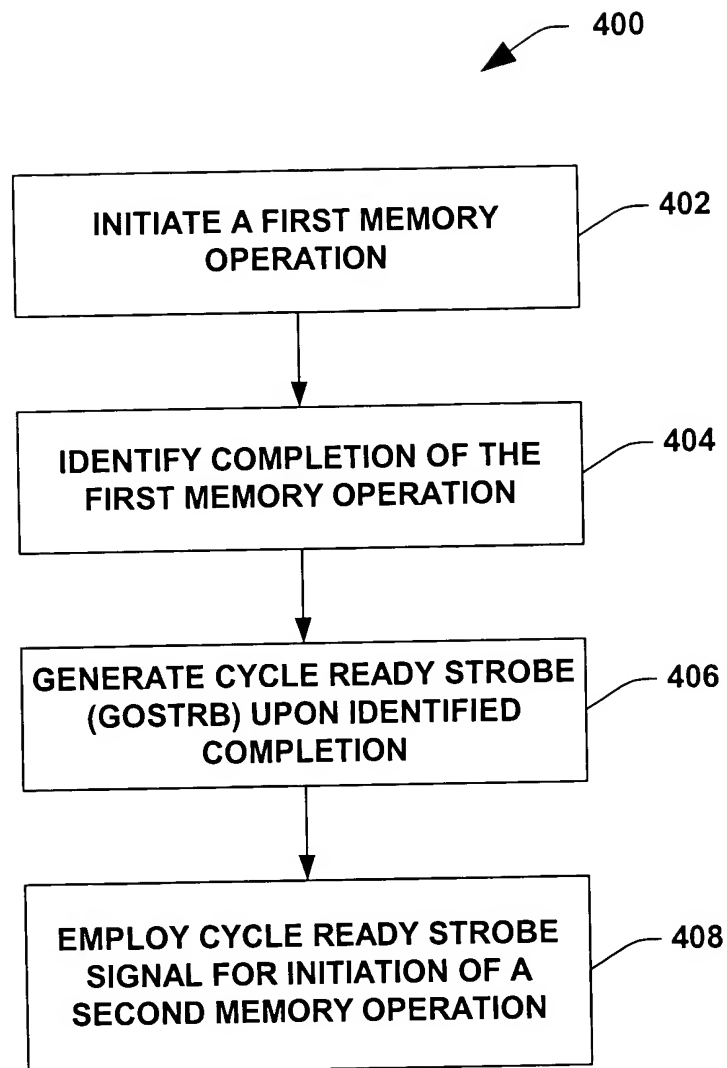 400
INITIATE A FIRST MEMORY
OPERATION
402
IDENTIFY COMPLETION OF THE
FIRST MEMORY OPERATION
404
GENERATE CYCLE READY STROBE
(GOSTRB) UPON IDENTIFIED
COMPLETION
406
EMPLOY CYCLE READY STROBE
SIGNAL FOR INITIATION OF A
SECOND MEMORY OPERATION
408